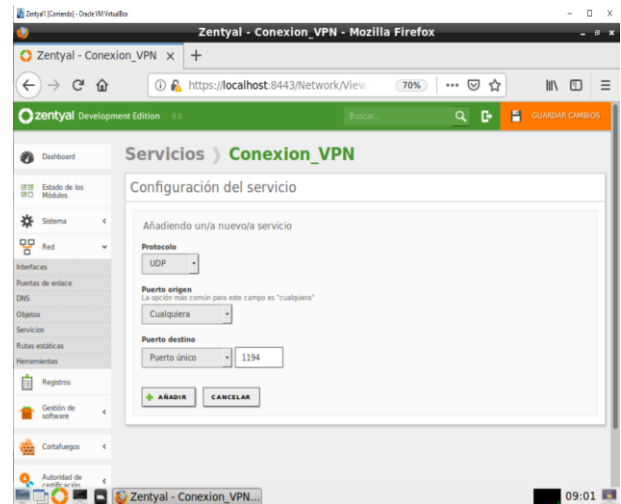 Zentyal1 [Corriendo] - Oracle VM VirtualBox
Zentyal - Conexion_VPN - Mozilla Firefox
Zentyal - Conexion_VPN
https://localhost:8443/Network/View
70%
zentyal Development Edition 6.0
Buscar...
GUARDAR CAMBIOS
Dashboard
Estado de los
Módulos
Sistema
Red
Interfaces
Puertas de enlace
DNS
Objetos
Servicios
Rutas estáticas
Herramientas
Registros
Gestión de
software
Cortafuegos
Autoridad de
certificación
Servicios
Conexion_VPN
Configuración del servicio
Añadiendo un/a nuevo/a servicio
Protocolo
UDP
Puerto origen
La opción más común para este campo es "cualquiera"
Cualquiera
Puerto destino
Puerto único
1194
AÑADIR
CANCELAR
Zentyal - Conexion_VPN...
09:01